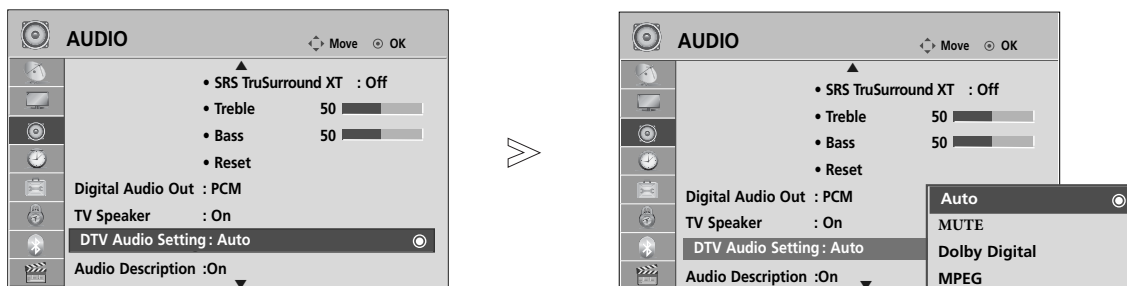 AUDIO
Move OK
• SRS TruSurround XT : Off
• Treble 50
• Bass 50
• Reset
Digital Audio Out : PCM
TV Speaker : On
DTV Audio Setting : Auto
Audio Description :On
AUDIO
Move OK
• SRS TruSurround XT : Off
• Treble 50
• Bass 50
• Reset
Digital Audio Out : PCM
TV Speaker : On
DTV Audio Setting : Auto
Audio Description :On
Auto
MUTE
Dolby Digital
MPEG